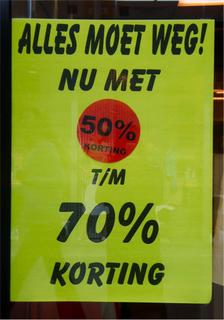 ALLES MOET WEG!
NU MET
50%
KORTING
T/M
70%
KORTING